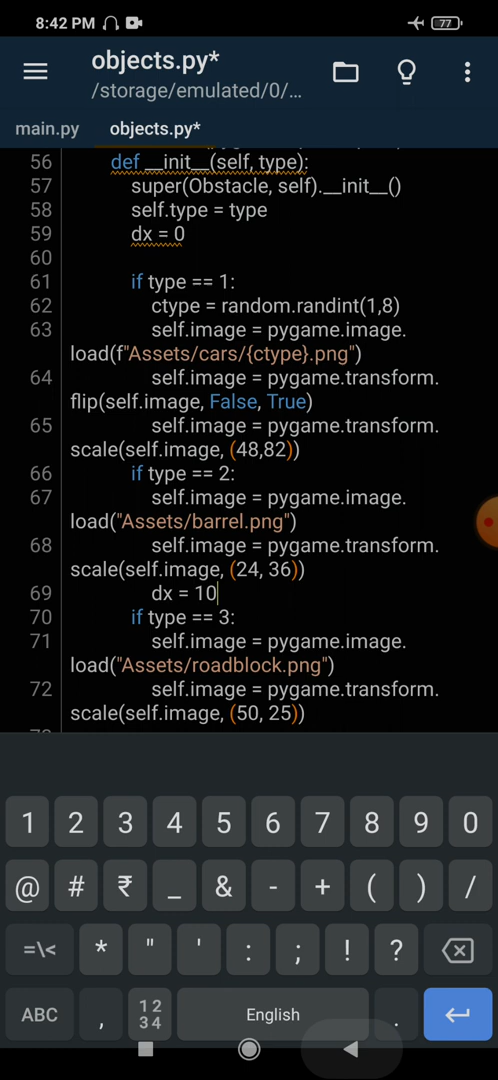 8:42 PM 77
objects.py*
/storage/emulated/0/...
main.py objects.py*
56 def __init__(self, type):
57 super(Obstacle, self).__init__()
58 self.type = type
59 dx = 0
60
61 if type == 1:
62 ctype = random.randint(1,8)
63 self.image = pygame.image.
load(f"Assets/cars/{ctype}.png")
64 self.image = pygame.transform.
flip(self.image, False, True)
65 self.image = pygame.transform.
scale(self.image, (48,82))
66 if type == 2:
67 self.image = pygame.image.
load("Assets/barrel.png")
68 self.image = pygame.transform.
scale(self.image, (24, 36))
69 dx = 10
70 if type == 3:
71 self.image = pygame.image.
load("Assets/roadblock.png")
72 self.image = pygame.transform.
scale(self.image, (50, 25))
1 2 3 4 5 6 7 8 9 0
@ # ₹ _ & - + ( ) /
=\< * " ' : ; ! ?
ABC , 1 2 3 4 English .